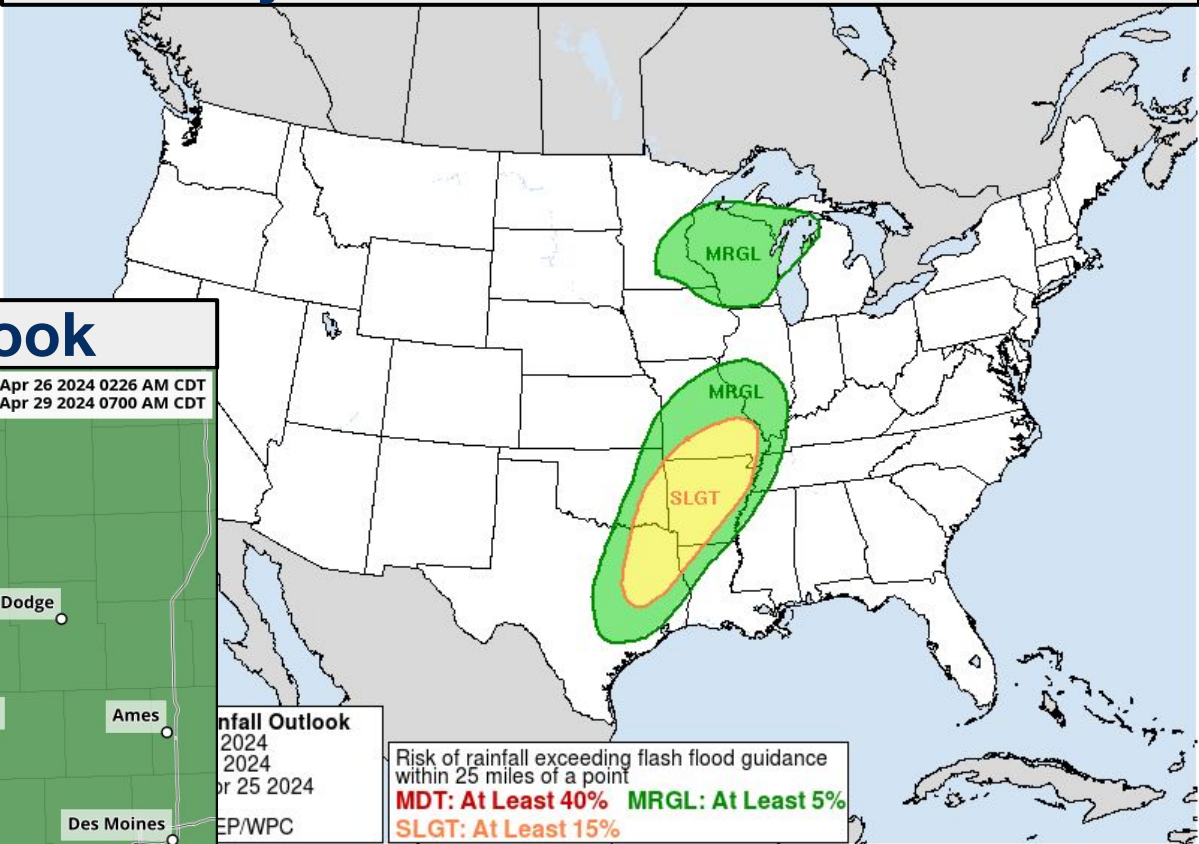 ook
Apr 26 2024 0226 AM CDT
Apr 29 2024 0700 AM CDT
MRGL
MRGL
SLGT
Dodge
Ames
Des Moines
nfall Outlook
2024
2024
or 25 2024
EP/WPC
Risk of rainfall exceeding flash flood guidance
within 25 miles of a point
MDT: At Least 40% MRGL: At Least 5%
SLGT: At Least 15%